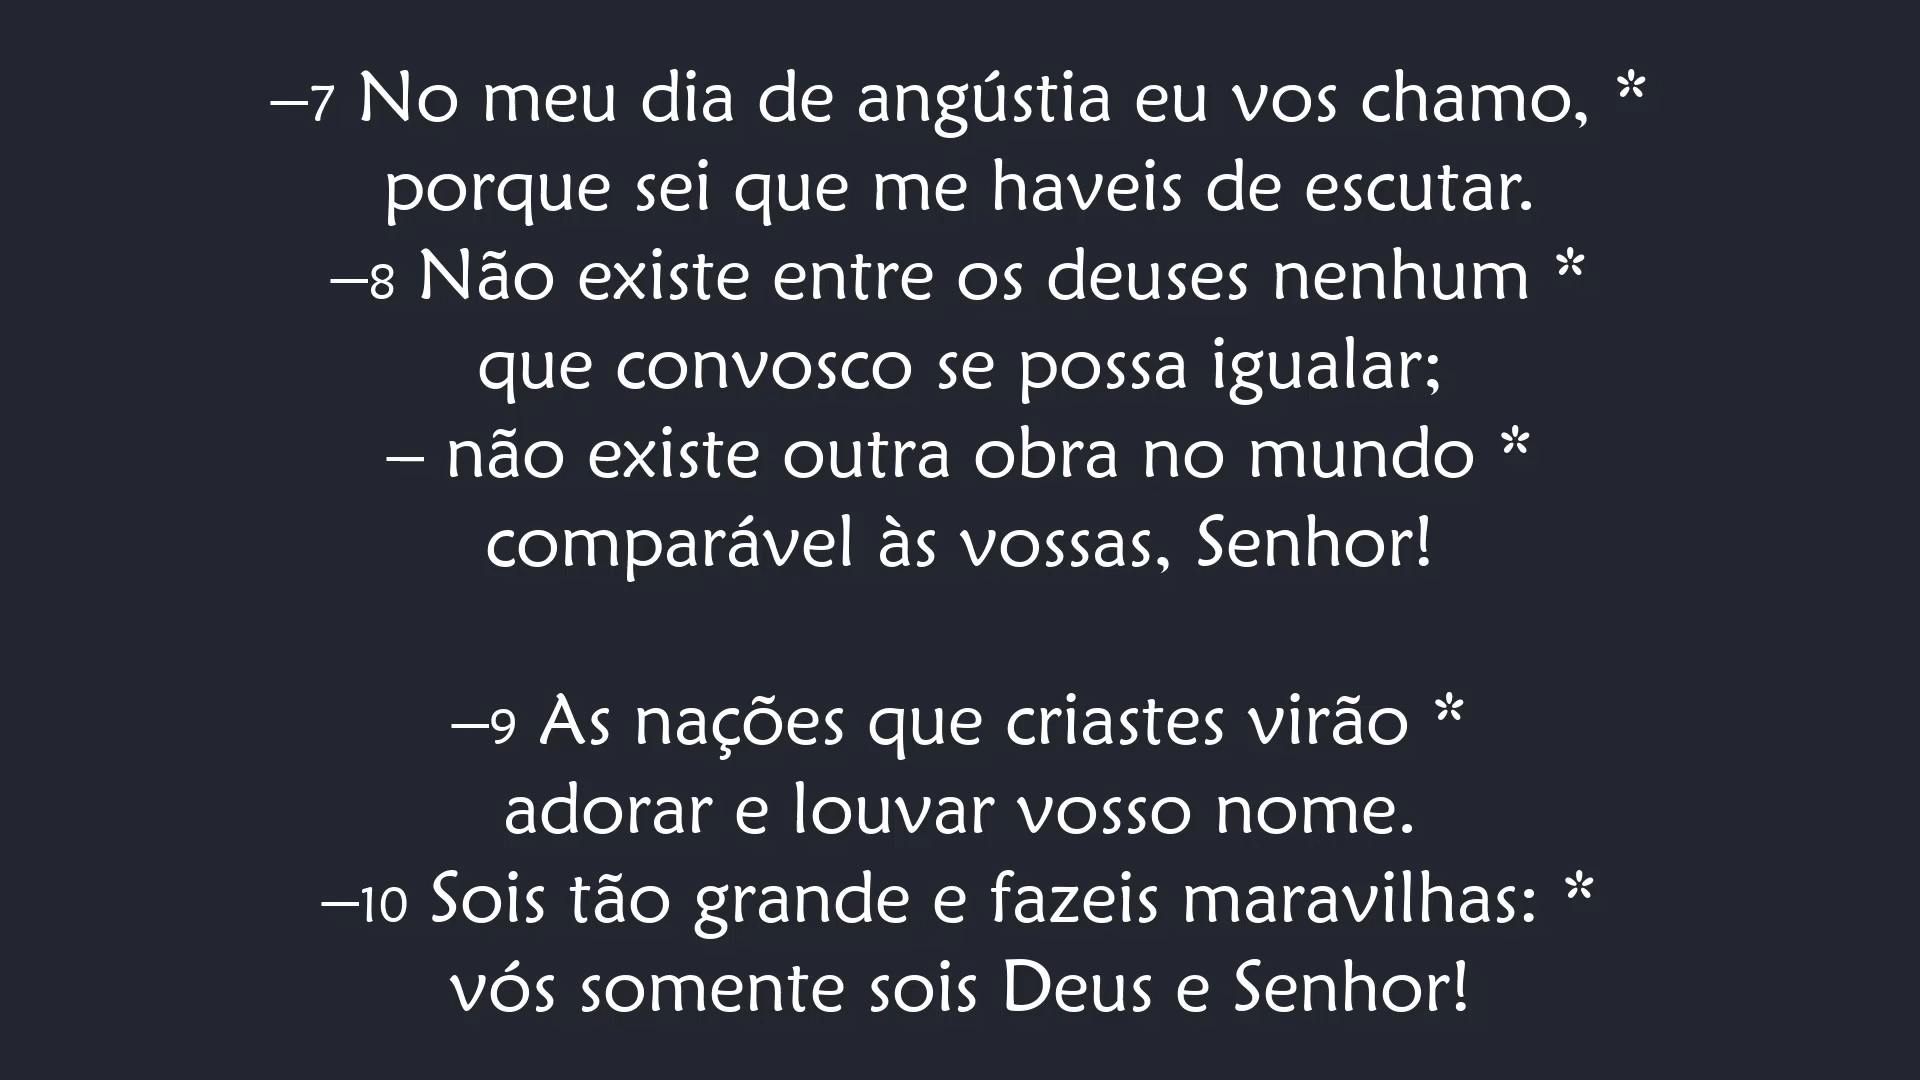 –7 No meu dia de angústia eu vos chamo, *
porque sei que me haveis de escutar.
–8 Não existe entre os deuses nenhum *
que convosco se possa igualar;
– não existe outra obra no mundo *
comparável às vossas, Senhor!
–9 As nações que criastes virão *
adorar e louvar vosso nome.
–10 Sois tão grande e fazeis maravilhas: *
vós somente sois Deus e Senhor!